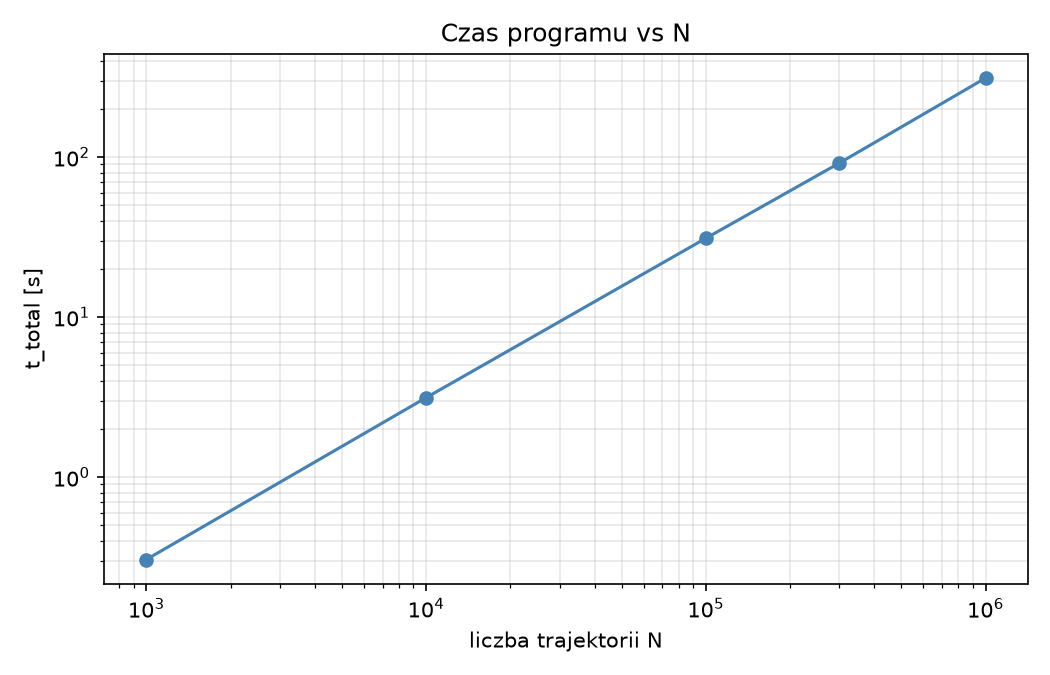 Czas programu vs N
t_total [s]
10²
10¹
10⁰
10³
10⁴
10⁵
10⁶
liczba trajektorii N